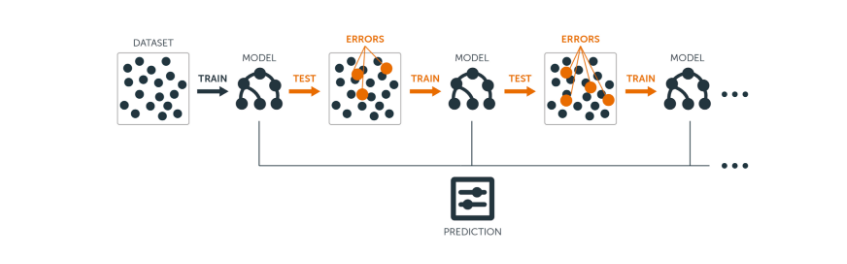 DATASET
TRAIN
MODEL
TEST
ERRORS
TRAIN
MODEL
TEST
ERRORS
TRAIN
MODEL
PREDICTION